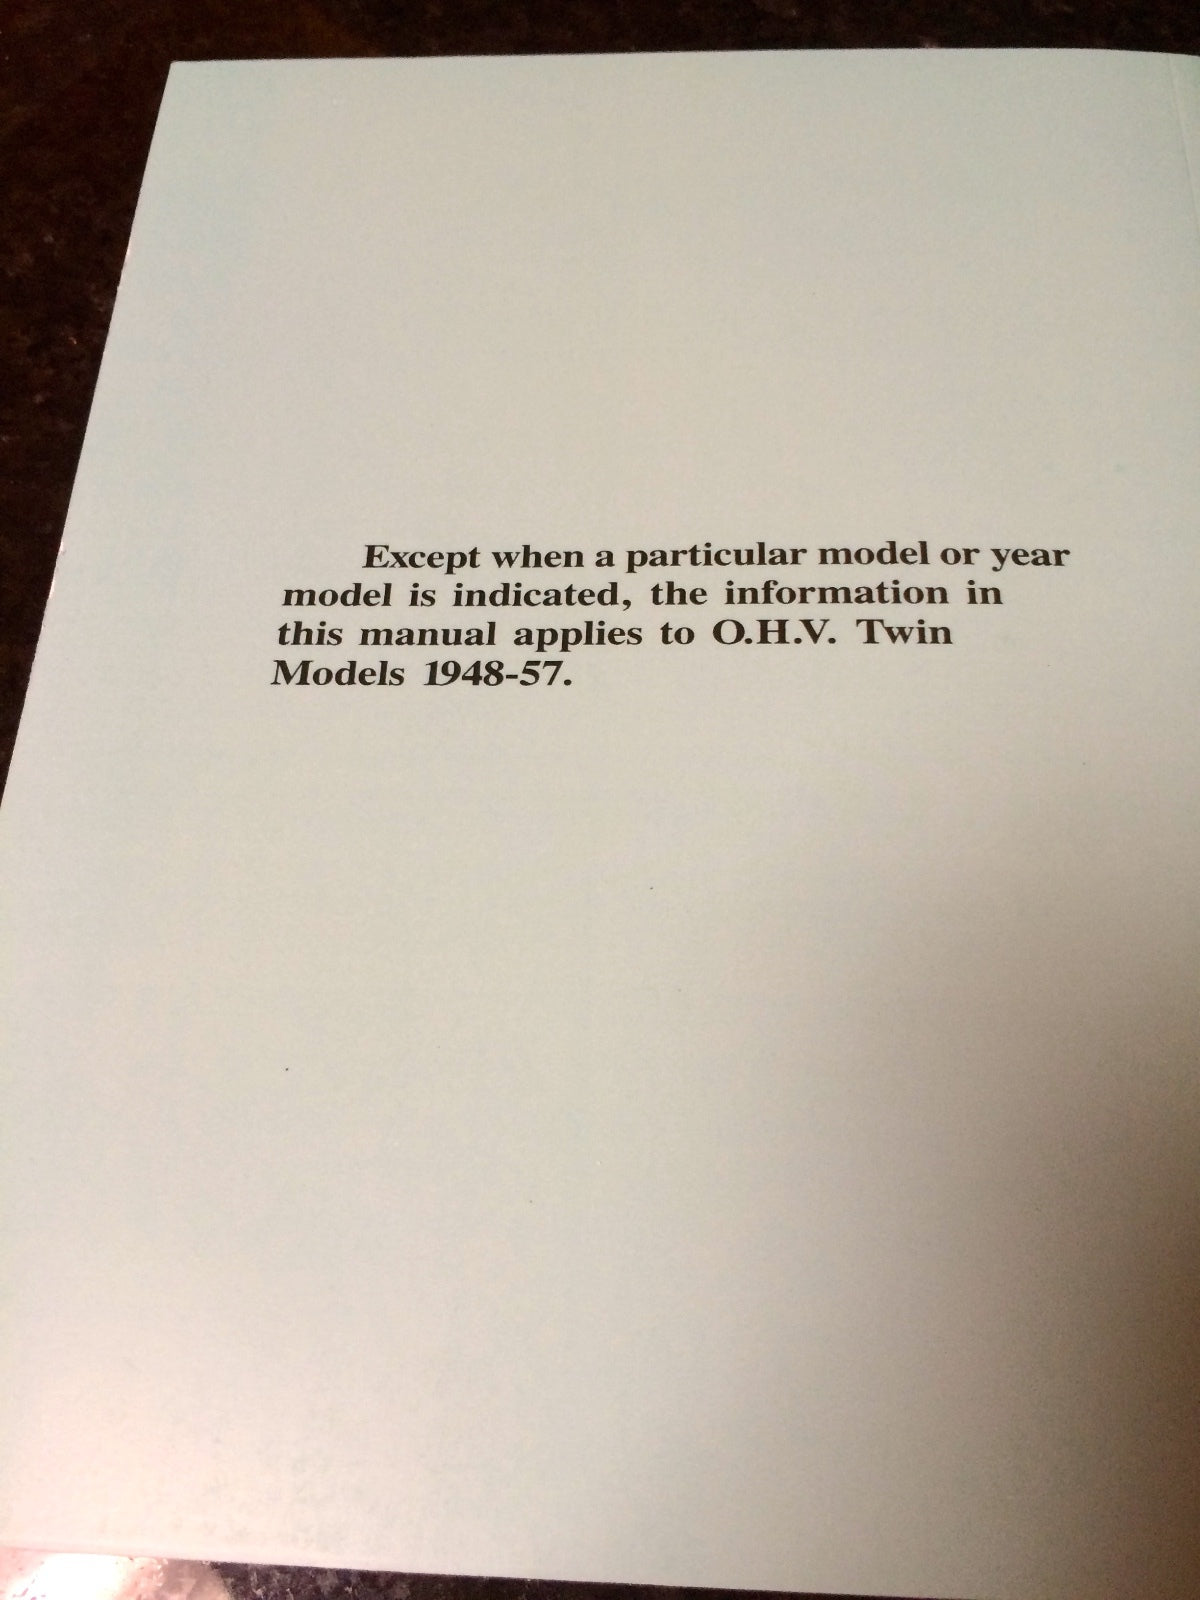 Except when a particular model or year
model is indicated, the information in
this manual applies to O.H.V. Twin
Models 1948-57.